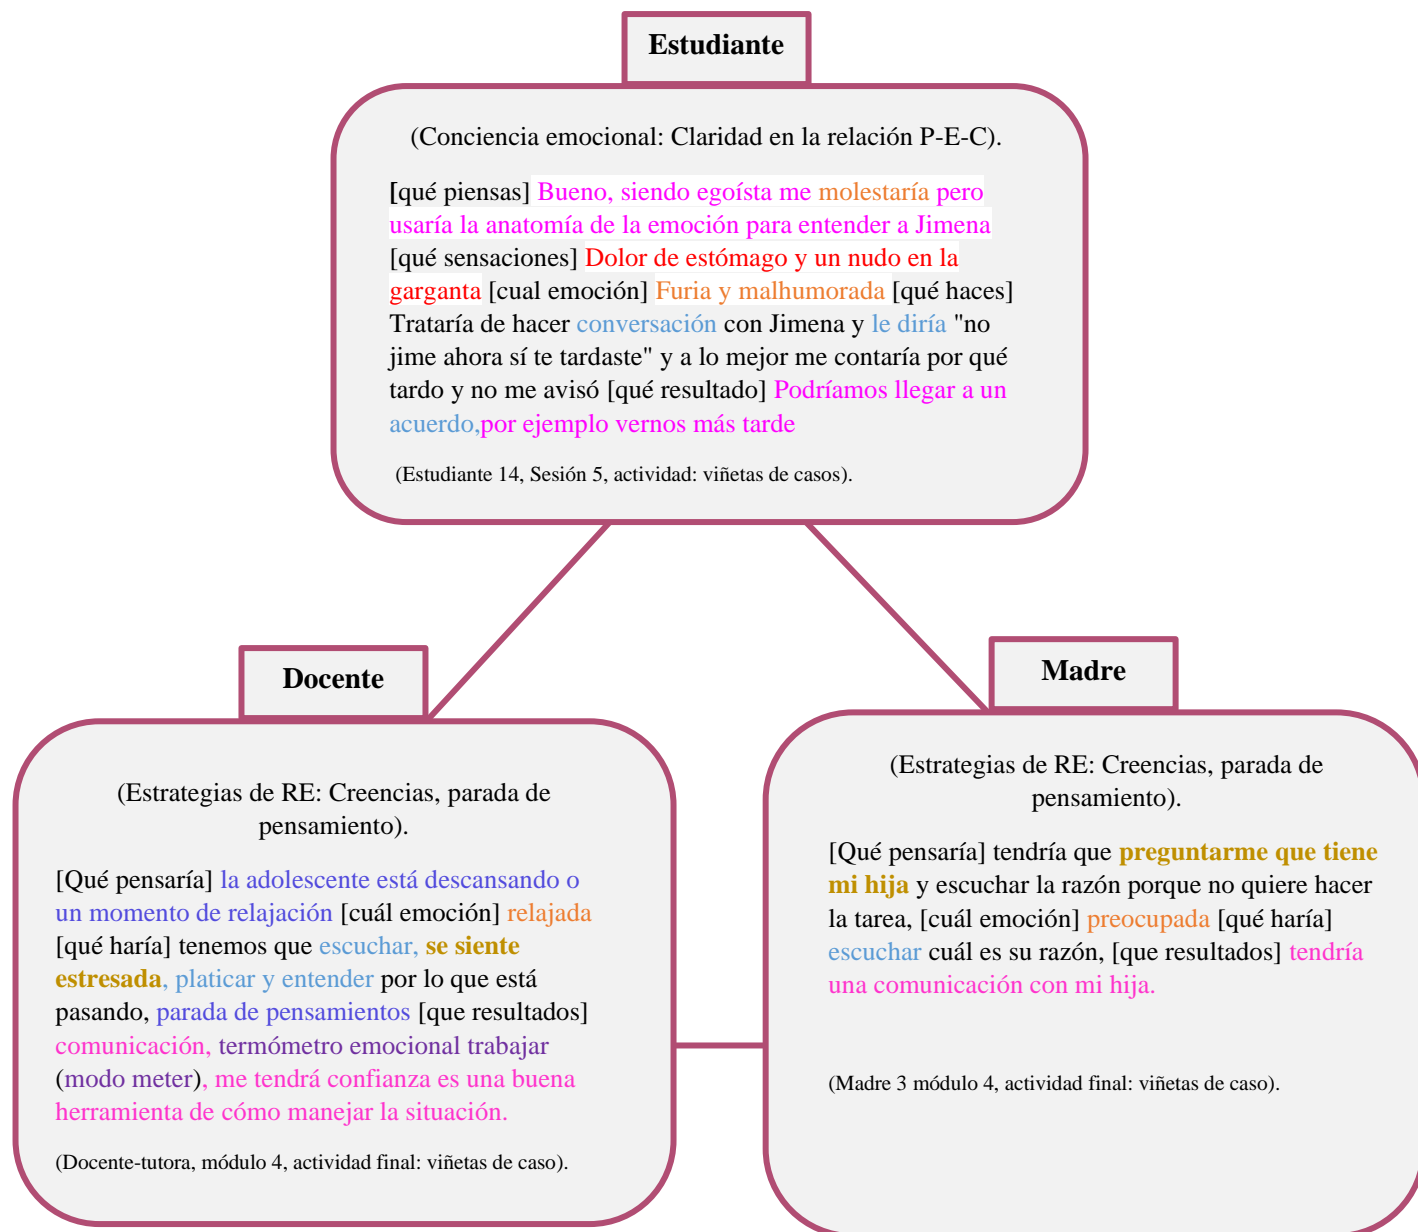 Estudiante
(Conciencia emocional: Claridad en la relación P-E-C).
[qué piensas] Bueno, siendo egoísta me molestaría pero
usaría la anatomía de la emoción para entender a Jimena
[qué sensaciones] Dolor de estómago y un nudo en la
garganta [cual emoción] Furia y malhumorada [qué haces]
Trataría de hacer conversación con Jimena y le diría "no
jime ahora sí te tardaste" y a lo mejor me contaría por qué
tardo y no me avisó [qué resultado] Podríamos llegar a un
acuerdo,por ejemplo vernos más tarde
(Estudiante 14, Sesión 5, actividad: viñetas de casos).
Docente
(Estrategias de RE: Creencias, parada de
pensamiento).
[Qué pensaría] la adolescente está descansando o
un momento de relajación [cuál emoción] relajada
[qué haría] tenemos que escuchar, se siente
estresada, platicar y entender por lo que está
pasando, parada de pensamientos [que resultados]
comunicación, termómetro emocional trabajar
(modo meter), me tendrá confianza es una buena
herramienta de cómo manejar la situación.
(Docente-tutora, módulo 4, actividad final: viñetas de caso).
Madre
(Estrategias de RE: Creencias, parada de
pensamiento).
[Qué pensaría] tendría que preguntarme que tiene
mi hija y escuchar la razón porque no quiere hacer
la tarea, [cuál emoción] preocupada [qué haría]
escuchar cuál es su razón, [que resultados] tendría
una comunicación con mi hija.
(Madre 3 módulo 4, actividad final: viñetas de caso).